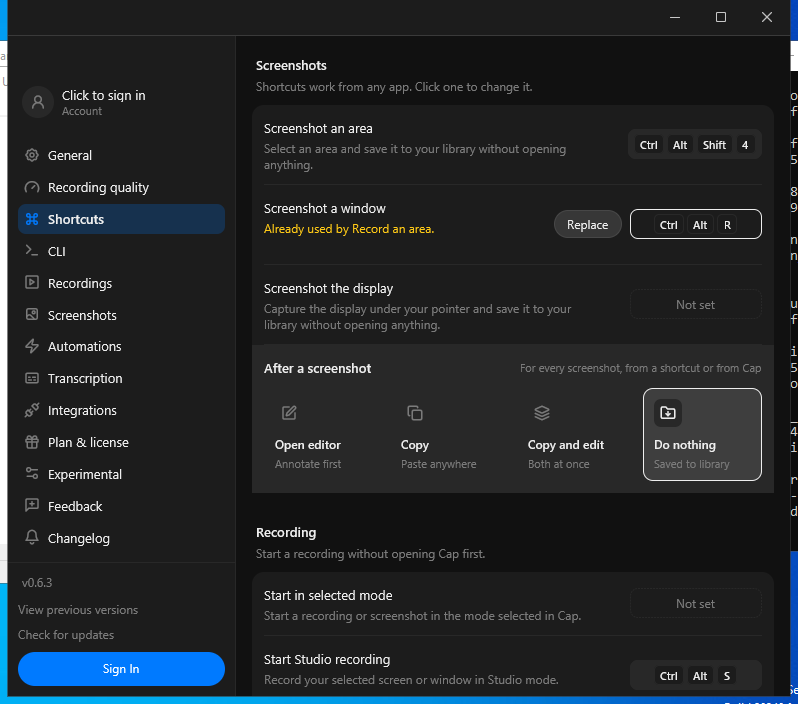 Click to sign in
Account
General
Recording quality
Shortcuts
CLI
Recordings
Screenshots
Automations
Transcription
Integrations
Plan & license
Experimental
Feedback
Changelog
v0.6.3
View previous versions
Check for updates
Sign In
Screenshots
Shortcuts work from any app. Click one to change it.
Screenshot an area
Select an area and save it to your library without opening
anything.
Ctrl Alt Shift 4
Screenshot a window
Already used by Record an area.
Replace
Ctrl Alt R
Screenshot the display
Capture the display under your pointer and save it to your
library without opening anything.
Not set
After a screenshot
For every screenshot, from a shortcut or from Cap
Open editor
Annotate first
Copy
Paste anywhere
Copy and edit
Both at once
Do nothing
Saved to library
Recording
Start a recording without opening Cap first.
Start in selected mode
Start a recording or screenshot in the mode selected in Cap.
Not set
Start Studio recording
Record your selected screen or window in Studio mode.
Ctrl Alt S